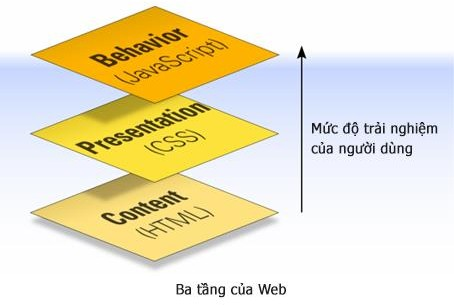 Behavior
(JavaScript)
Presentation
(CSS)
Content
(HTML)
Mức độ trải nghiệm
của người dùng
Ba tầng của Web